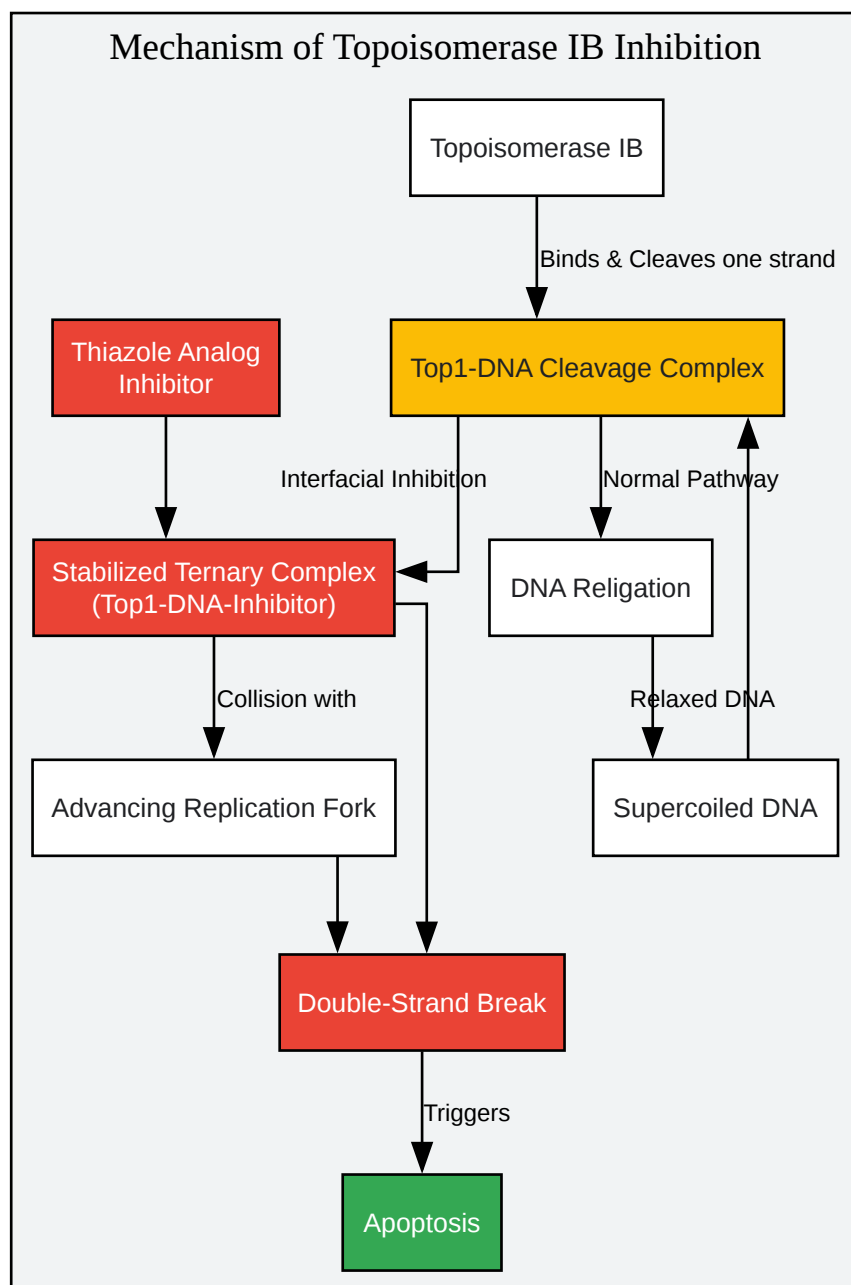 Mechanism of Topoisomerase IB Inhibition
Topoisomerase IB
Binds & Cleaves one strand
Thiazole Analog
Inhibitor
Top1-DNA Cleavage Complex
Interfacial Inhibition
Normal Pathway
Stabilized Ternary Complex
(Top1-DNA-Inhibitor)
DNA Religation
Collision with
Relaxed DNA
Advancing Replication Fork
Supercoiled DNA
Double-Strand Break
Triggers
Apoptosis